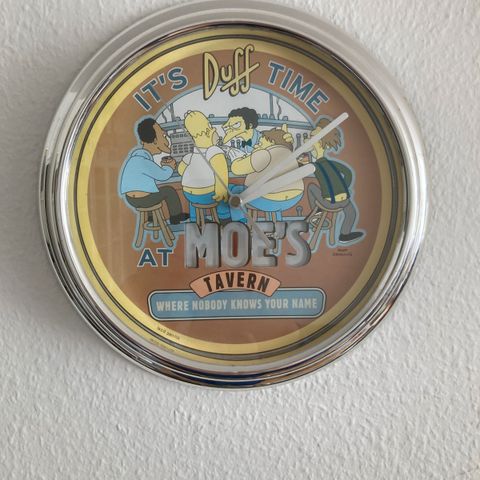 IT'S Duff TIME
AT MOE'S
TAVERN
WHERE NOBODY KNOWS YOUR NAME